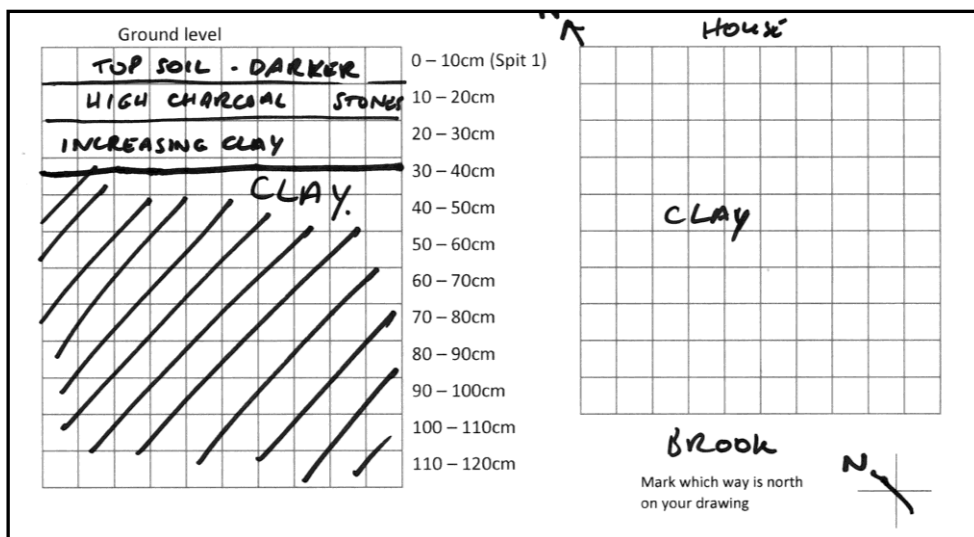 Ground level
TOP SOIL - DARKER
0 – 10cm (Spit 1)
HIGH CHARCOAL STONES
10 – 20cm
INCREASING CLAY
20 – 30cm
30 – 40cm
CLAY.
40 – 50cm
50 – 60cm
60 – 70cm
70 – 80cm
80 – 90cm
90 – 100cm
100 – 110cm
110 – 120cm
N
HOUSE
CLAY
BROOK
Mark which way is north
on your drawing
N